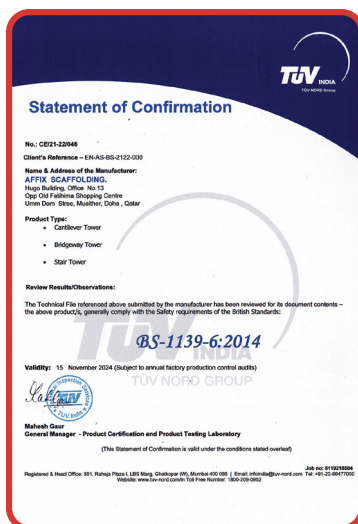 TÜV INDIA
TÜV NORD Group
Statement of Confirmation
No.: CE/21-22/046
Client's Reference – EN-AS-BS-2122-000
Name & Address of the Manufacturer:
AFFIX SCAFFOLDING.
Hugo Building, Office No.13
Opp Old Fatihima Shopping Centre
Umm Dom Stree, Muaither, Doha , Qatar
Product Type:
• Cantilever Tower
• Bridgeway Tower
• Stair Tower
Review Results/Observations:
The Technical File referenced above submitted by the manufacturer has been reviewed for its document contents –
the above product/s, generally comply with the Safety requirements of the British Standards:
BS-1139-6:2014
TÜV INDIA
TÜV NORD GROUP
Validity: 15 November 2024 (Subject to annual factory production control audits)
TUV India
Mahesh Gaur
General Manager - Product Certification and Product Testing Laboratory
(This Statement of Confirmation is valid under the conditions stated overleaf)
Job no: 8119218584
Registered & Head Office: 801, Raheja Plaza I, LBS Marg, Ghatkopar (W), Mumbai 400 086 | Email: infoindia@tuv-nord.com Tel: +91-22-66477000
Website: www.tuv-nord.com/in Toll Free Number: 1800-209-0902